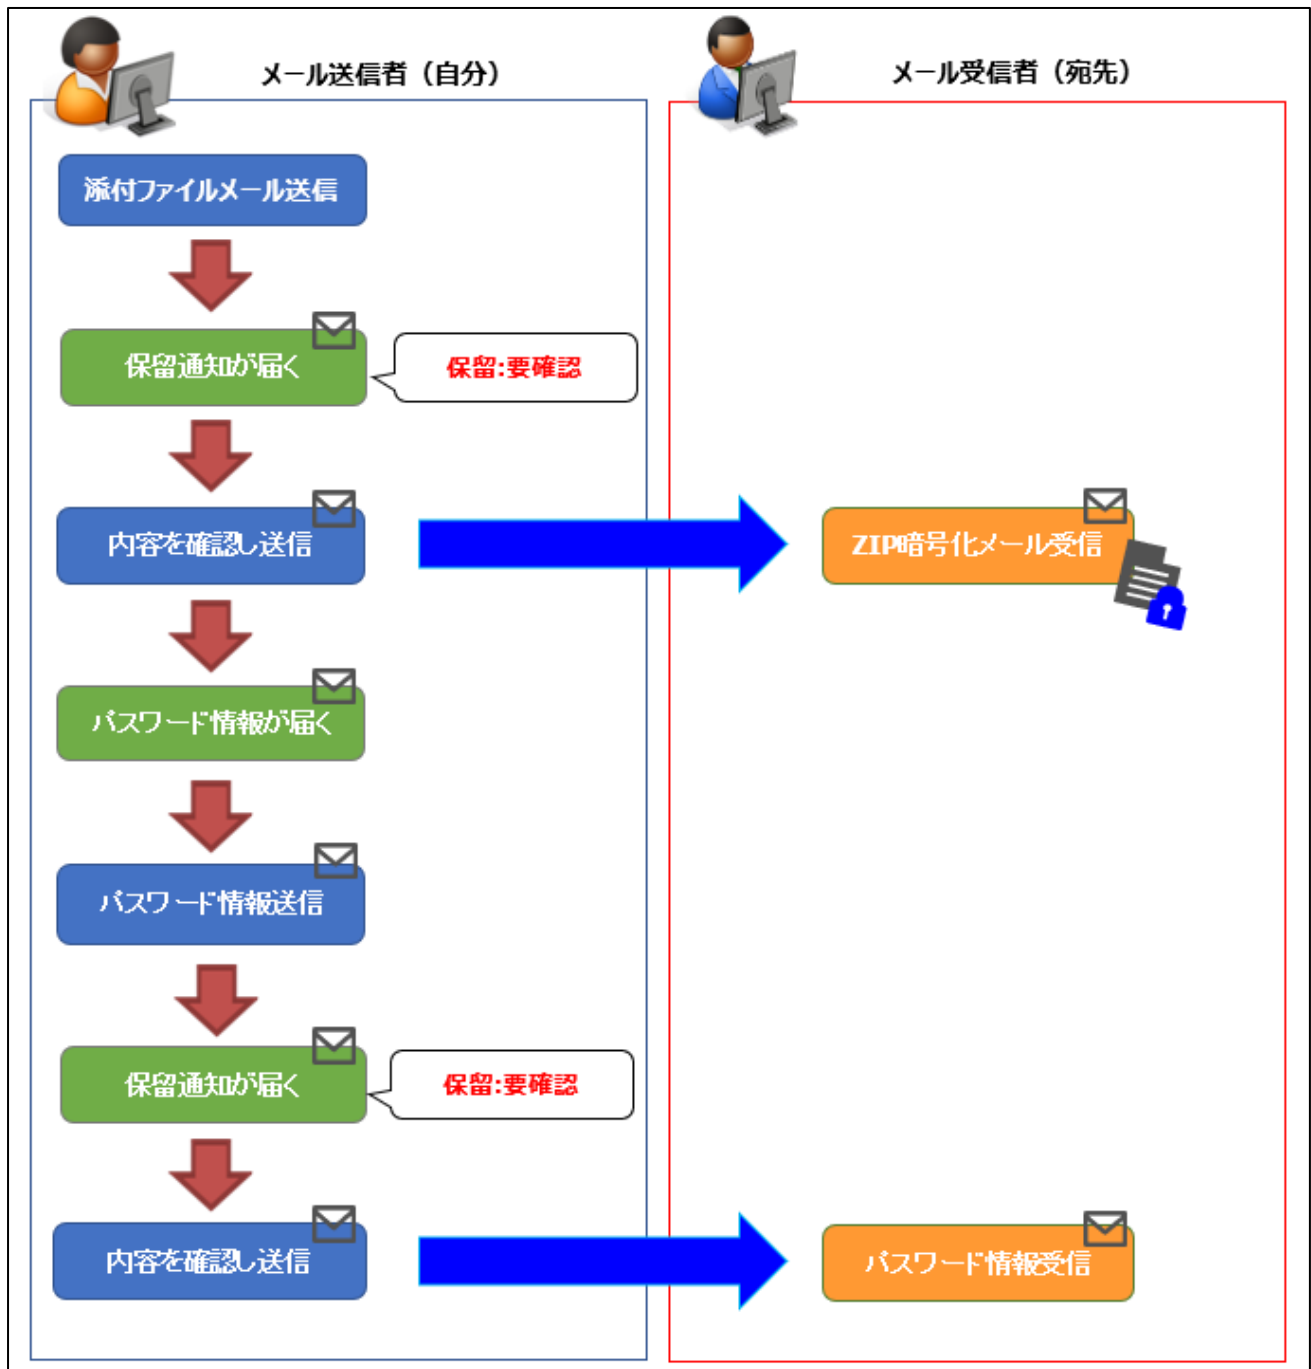 メール送信者（自分）
メール受信者（宛先）
添付ファイルメール送信
保留通知が届く
保留:要確認
内容を確認し送信
ZIP暗号化メール受信
パスワード情報が届く
パスワード情報送信
保留通知が届く
保留:要確認
内容を確認し送信
パスワード情報受信